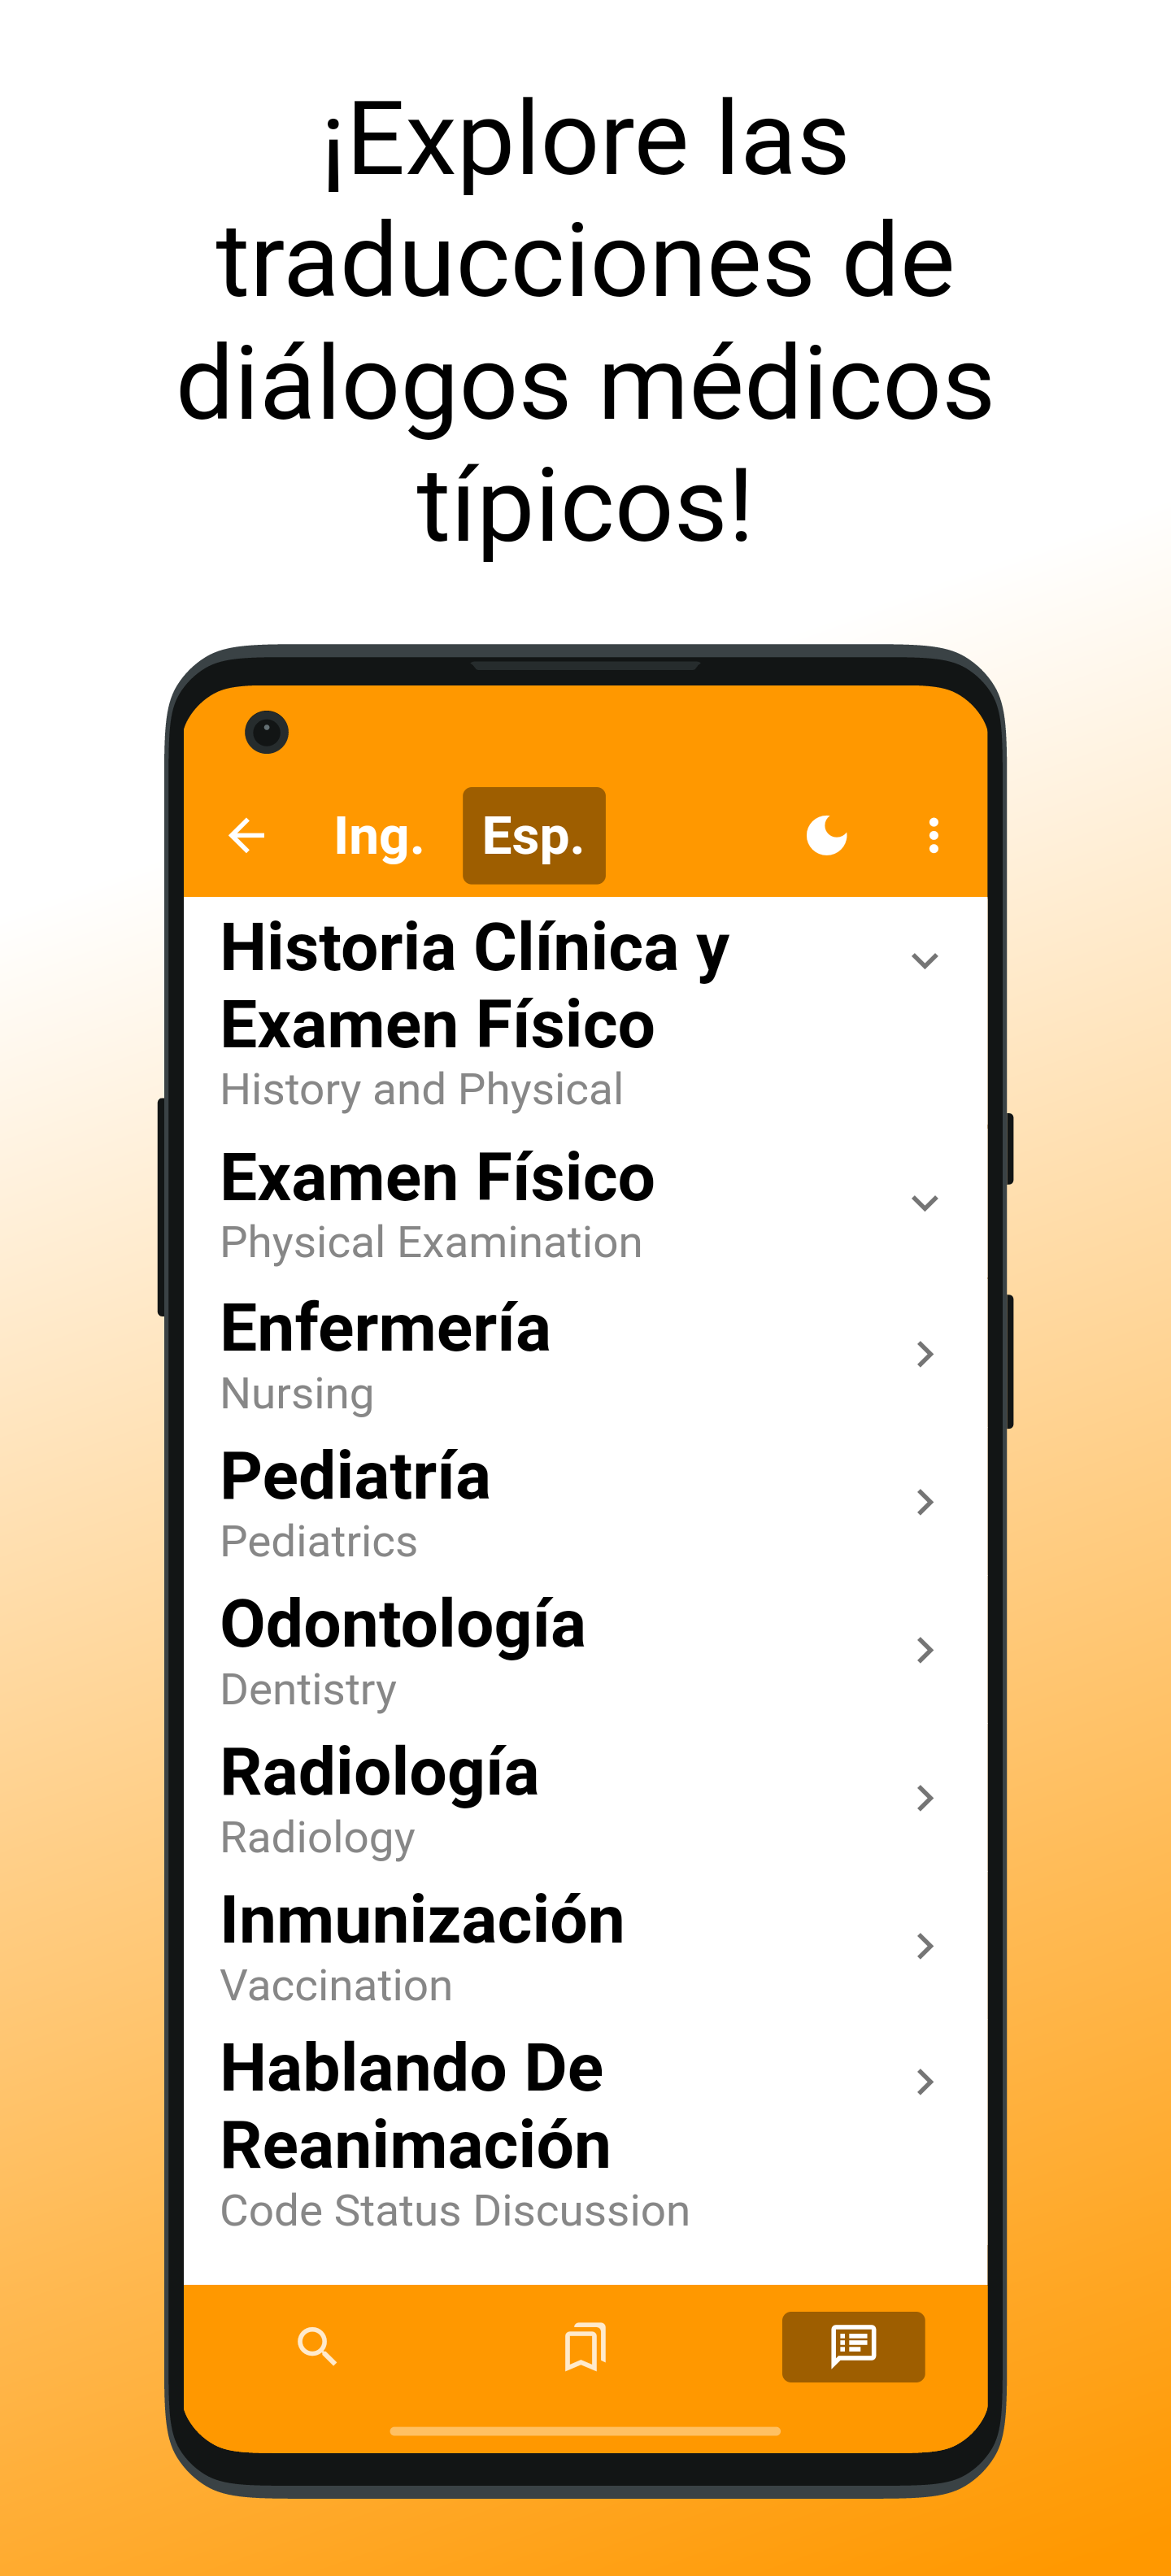 ¡Explore las
traducciones de
diálogos médicos
típicos!
Ing. Esp.
Historia Clínica y
Examen Físico
History and Physical
Examen Físico
Physical Examination
Enfermería
Nursing
Pediatría
Pediatrics
Odontología
Dentistry
Radiología
Radiology
Inmunización
Vaccination
Hablando De
Reanimación
Code Status Discussion